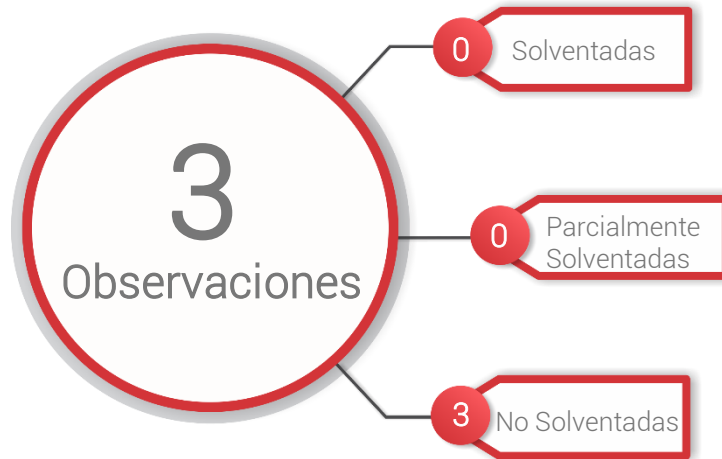 3
Observaciones
0
Solventadas
0
Parcialmente
Solventadas
3
No Solventadas